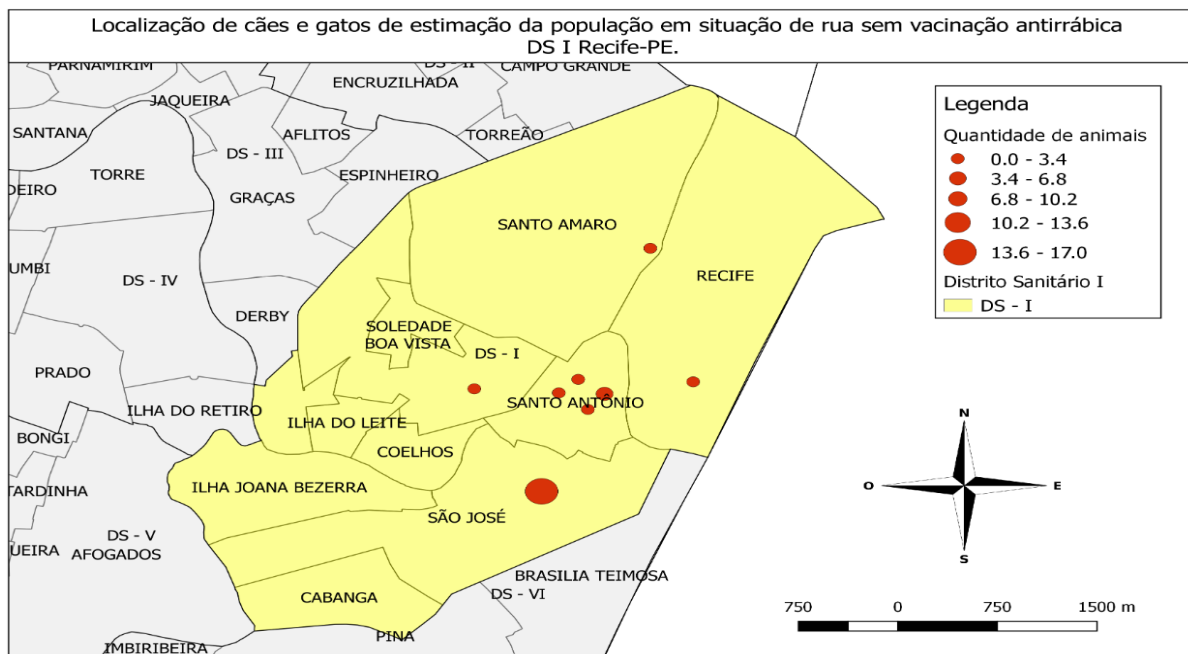 Localização de cães e gatos de estimação da população em situação de rua sem vacinação antirrábica
DS I Recife-PE.
PARNAMIRIM
DS - II
CAMPO GRANDE
ENCRUZILHADA
JAQUEIRA
SANTANA
AFLITOS
TORREÃO
DS - III
TORRE
ESPINHEIRO
DEIRO
GRAÇAS
SANTO AMARO
UMBI
DS - IV
RECIFE
DERBY
SOLEDADE
BOA VISTA
DS - I
PRADO
ILHA DO RETIRO
SANTO ANTÔNIO
ILHA DO LEITE
BONGI
COELHOS
TARDINHA
ILHA JOANA BEZERRA
SÃO JOSÉ
DS - V
UEIRA
AFOGADOS
BRASILIA TEIMOSA
CABANGA
DS - VI
PINA
IMBIRIBEIRA
Legenda
Quantidade de animais
0.0 - 3.4
3.4 - 6.8
6.8 - 10.2
10.2 - 13.6
13.6 - 17.0
Distrito Sanitário I
DS - I
N
O
E
S
750 0 750 1500 m